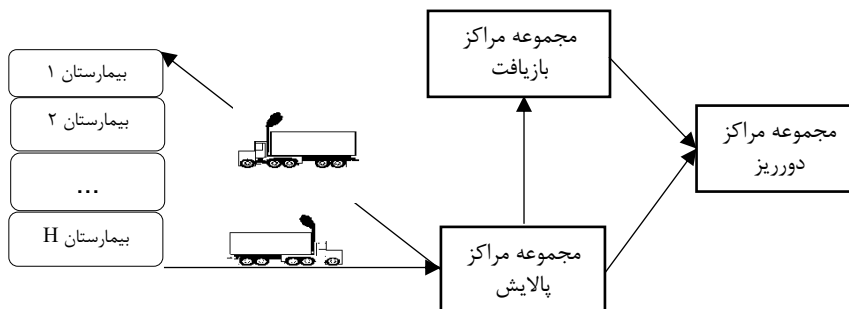 مجموعه مراکز
بازیافت
بیمارستان ۱
بیمارستان ۲
...
بیمارستان H
مجموعه مراکز
دورریز
مجموعه مراکز
پالایش